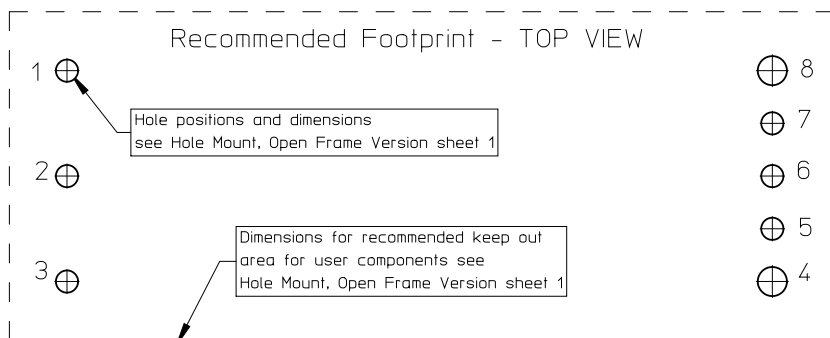 Recommended Footprint - TOP VIEW
1
8
Hole positions and dimensions
see Hole Mount, Open Frame Version sheet 1
7
2
6
Dimensions for recommended keep out
area for user components see
Hole Mount, Open Frame Version sheet 1
5
3
4